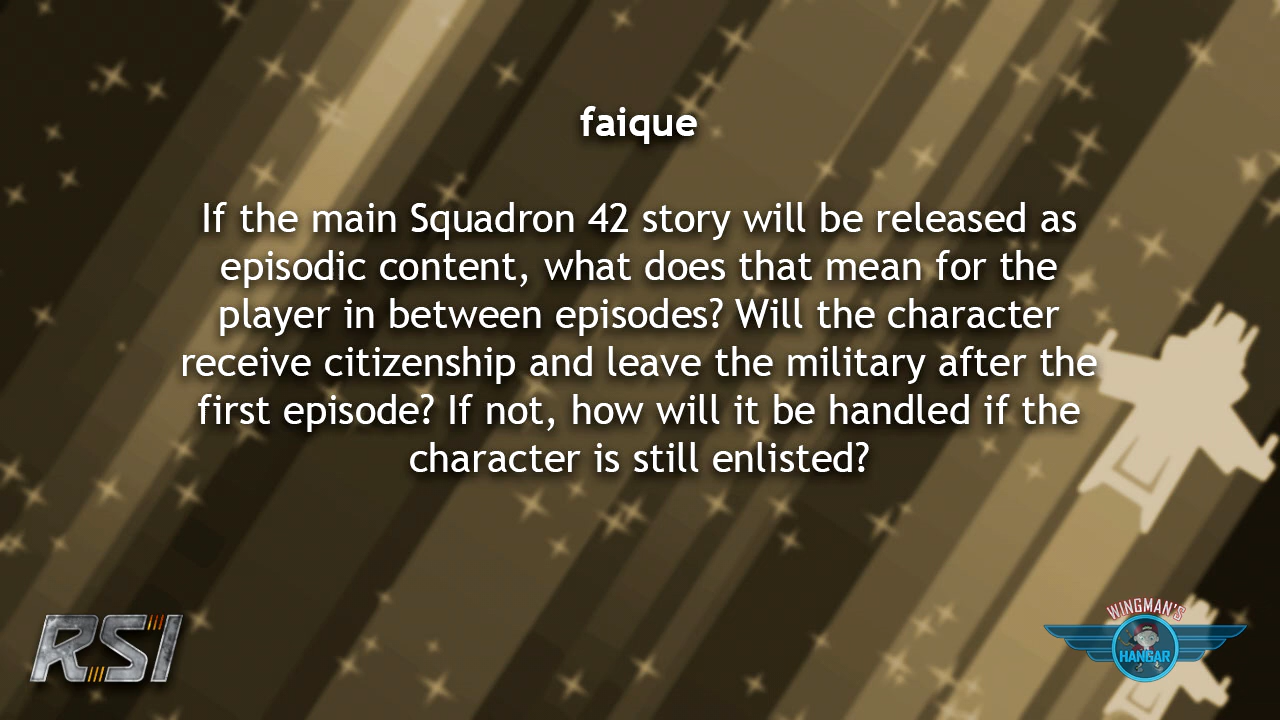 faique
If the main Squadron 42 story will be released as
episodic content, what does that mean for the
player in between episodes? Will the character
receive citizenship and leave the military after the
first episode? If not, how will it be handled if the
character is still enlisted?
RSI
WINGMAN'S
HANGAR